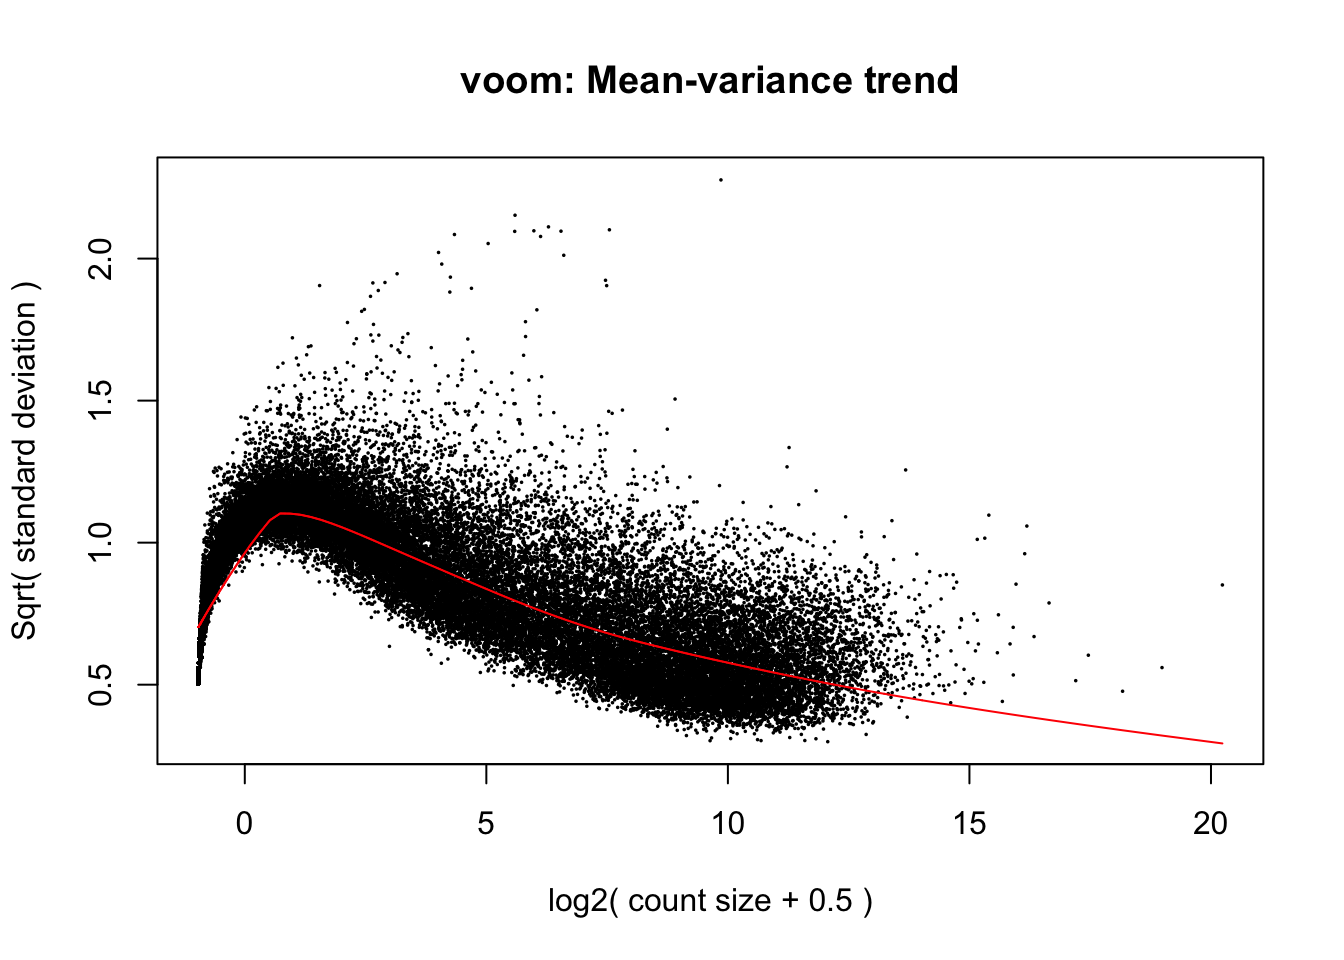 voom: Mean-variance trend
Sqrt( standard deviation )
2.0
1.5
1.0
0.5
0 5 10 15 20
log2( count size + 0.5 )